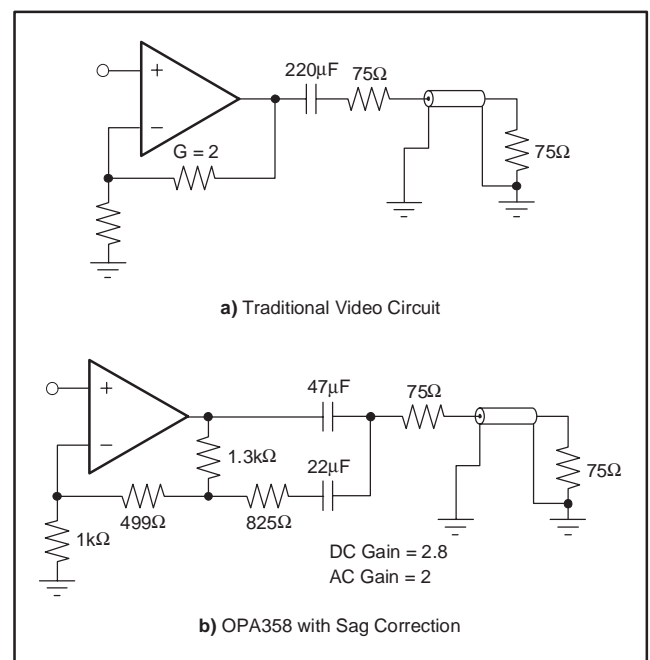 +
−
G = 2
220μF
75Ω
75Ω
a) Traditional Video Circuit
+
−
47μF
75Ω
1.3kΩ
22μF
75Ω
499Ω
825Ω
1kΩ
DC Gain = 2.8
AC Gain = 2
b) OPA358 with Sag Correction